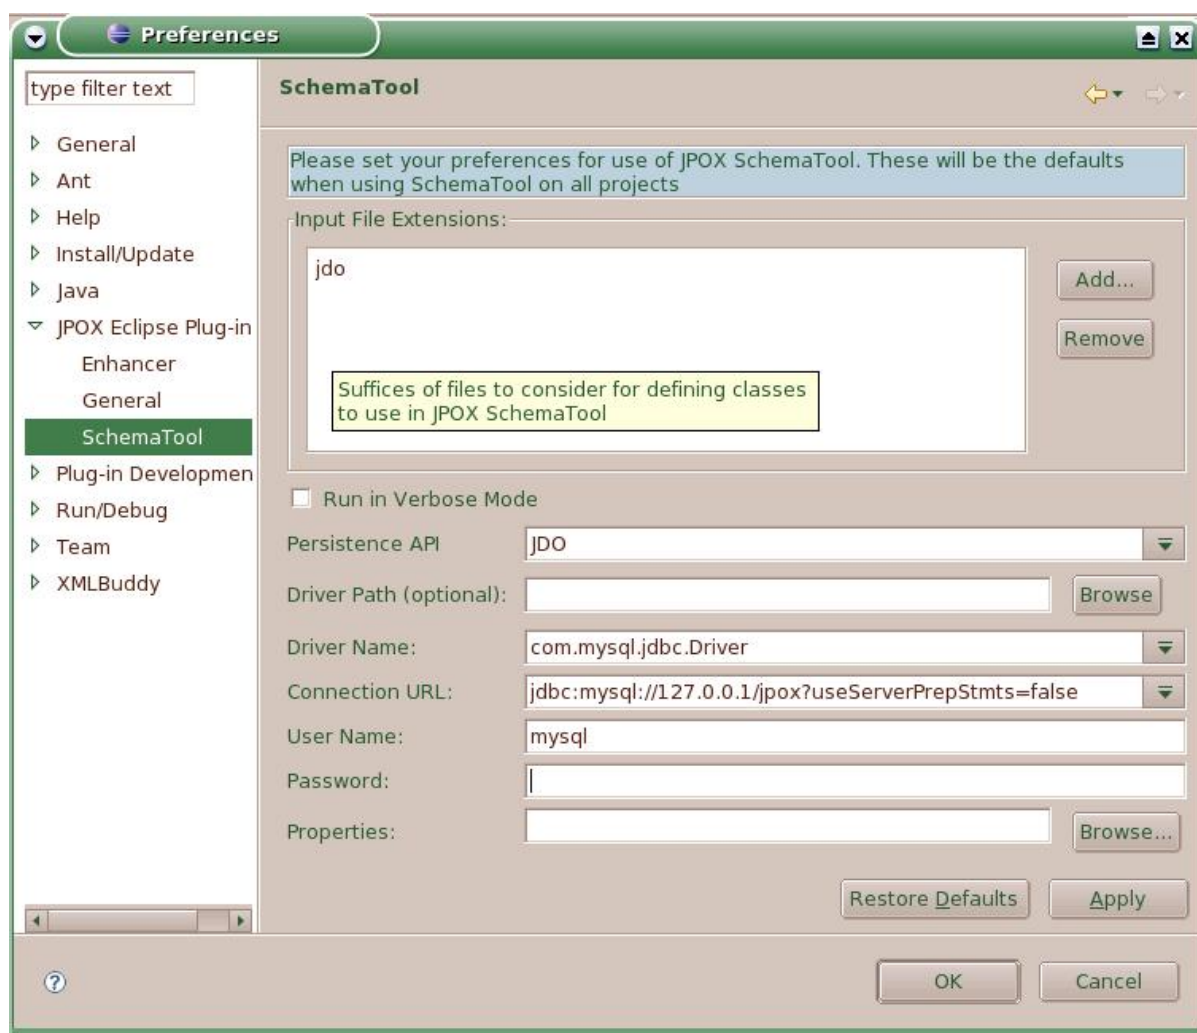 Preferences
type filter text
General
Ant
Help
Install/Update
Java
JPOX Eclipse Plug-in
Enhancer
General
SchemaTool
Plug-in Developmen
Run/Debug
Team
XMLBuddy
SchemaTool
Please set your preferences for use of JPOX SchemaTool. These will be the defaults
when using SchemaTool on all projects
Input File Extensions:
jdo
Add...
Remove
Suffices of files to consider for defining classes
to use in JPOX SchemaTool
Run in Verbose Mode
Persistence API JDO
Driver Path (optional): Browse
Driver Name: com.mysql.jdbc.Driver
Connection URL: jdbc:mysql://127.0.0.1/jpox?useServerPrepStmts=false
User Name: mysql
Password:
Properties: Browse...
Restore Defaults Apply
? OK Cancel